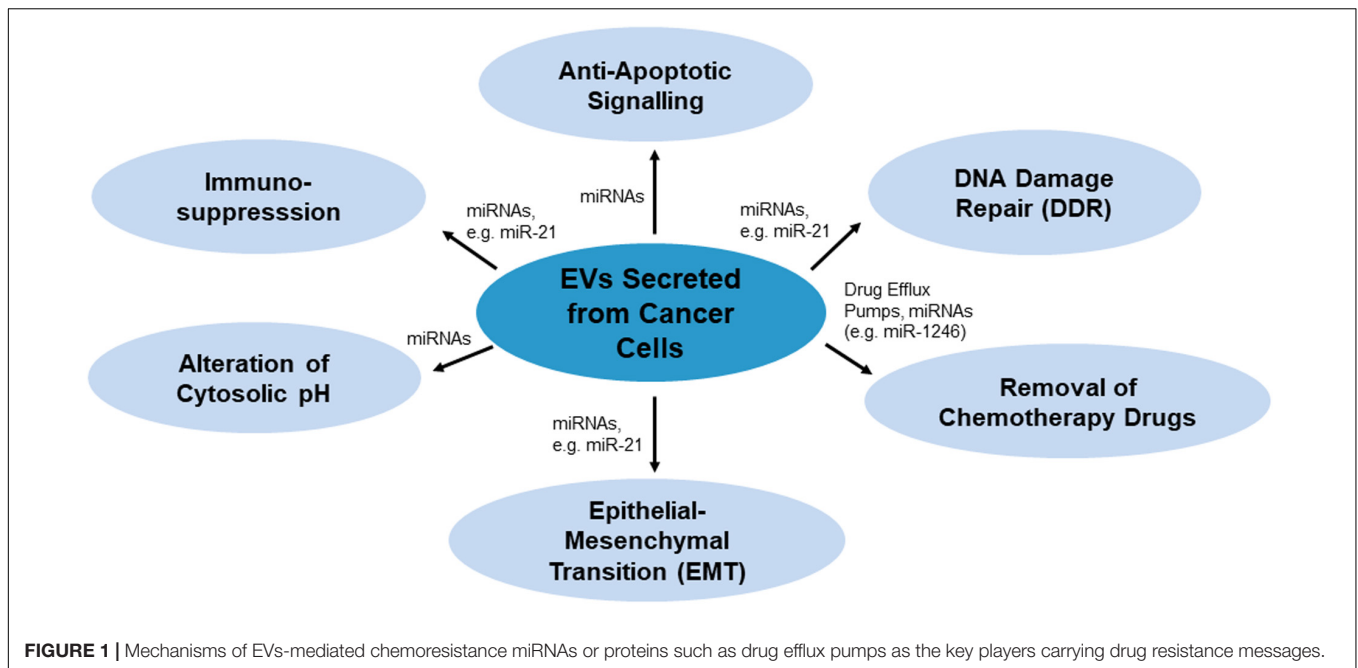 Anti-Apoptotic
Signalling
Immuno-
suppresssion
miRNAs,
e.g. miR-21
miRNAs
miRNAs,
e.g. miR-21
DNA Damage
Repair (DDR)
EVs Secreted
from Cancer
Cells
Drug Efflux
Pumps, miRNAs
(e.g. miR-1246)
Alteration of
Cytosolic pH
miRNAs
Removal of
Chemotherapy Drugs
miRNAs,
e.g. miR-21
Epithelial-
Mesenchymal
Transition (EMT)
FIGURE 1 | Mechanisms of EVs-mediated chemoresistance miRNAs or proteins such as drug efflux pumps as the key players carrying drug resistance messages.